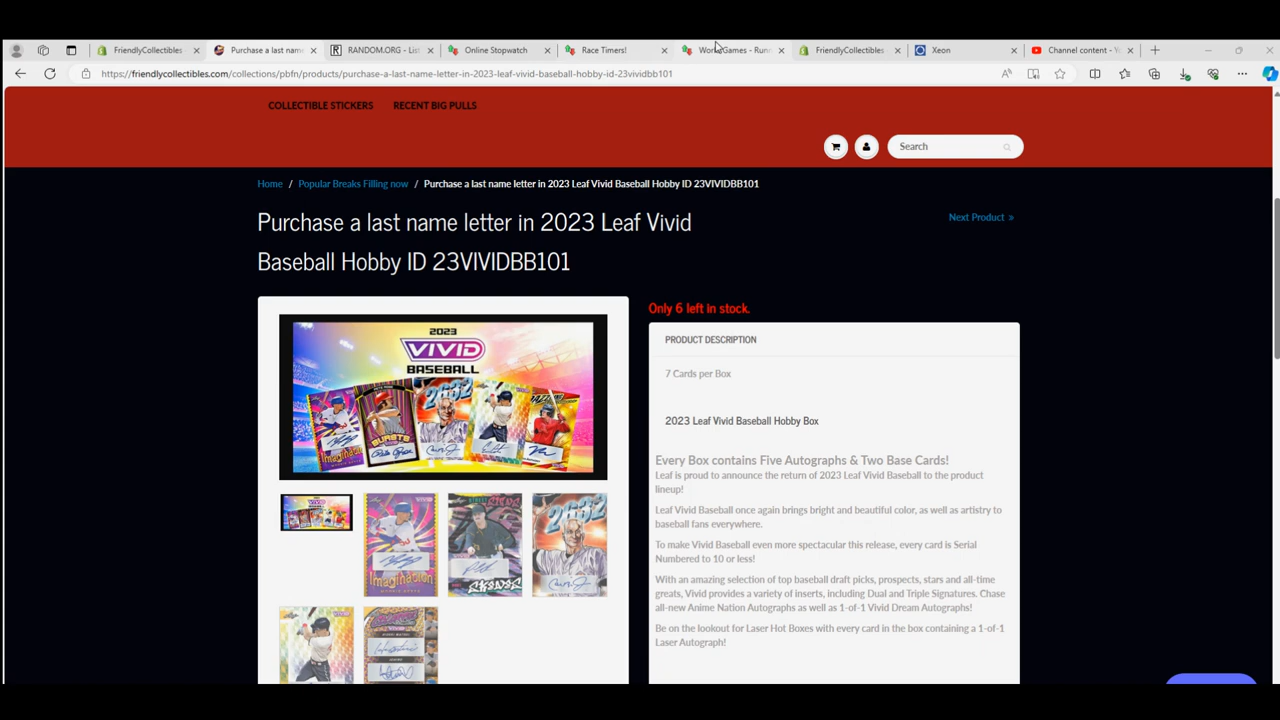 FriendlyCollectibles
Purchase a last name
RANDOM.ORG - List
Online Stopwatch
Race Timers!
World Games - Runn
FriendlyCollectibles
Xeon
Channel content - Y
https://friendlycollectibles.com/collections/pbfn/products/purchase-a-last-name-letter-in-2023-leaf-vivid-baseball-hobby-id-23vividbb101
COLLECTIBLE STICKERS RECENT BIG PULLS
Search
Home / Popular Breaks Filling now / Purchase a last name letter in 2023 Leaf Vivid Baseball Hobby ID 23VIVIDBB101
Purchase a last name letter in 2023 Leaf Vivid
Baseball Hobby ID 23VIVIDBB101
Next Product »
Only 6 left in stock.
PRODUCT DESCRIPTION
7 Cards per Box
2023 Leaf Vivid Baseball Hobby Box
Every Box contains Five Autographs & Two Base Cards!
Leaf is proud to announce the return of 2023 Leaf Vivid Baseball to the product
lineup!
Leaf Vivid Baseball once again brings bright and beautiful color, as well as artistry to
baseball fans everywhere.
To make Vivid Baseball even more spectacular this release, every card is Serial
Numbered to 10 or less!
With an amazing selection of top baseball draft picks, prospects, stars and all-time
greats, Vivid provides a variety of inserts, including Dual and Triple Signatures. Chase
all-new Anime Nation Autographs as well as 1-of-1 Vivid Dream Autographs!
Be on the lookout for Laser Hot Boxes with every card in the box containing a 1-of-1
Laser Autograph!
2023
VIVID
BASEBALL
2632
BURSTS
Imagination
2632